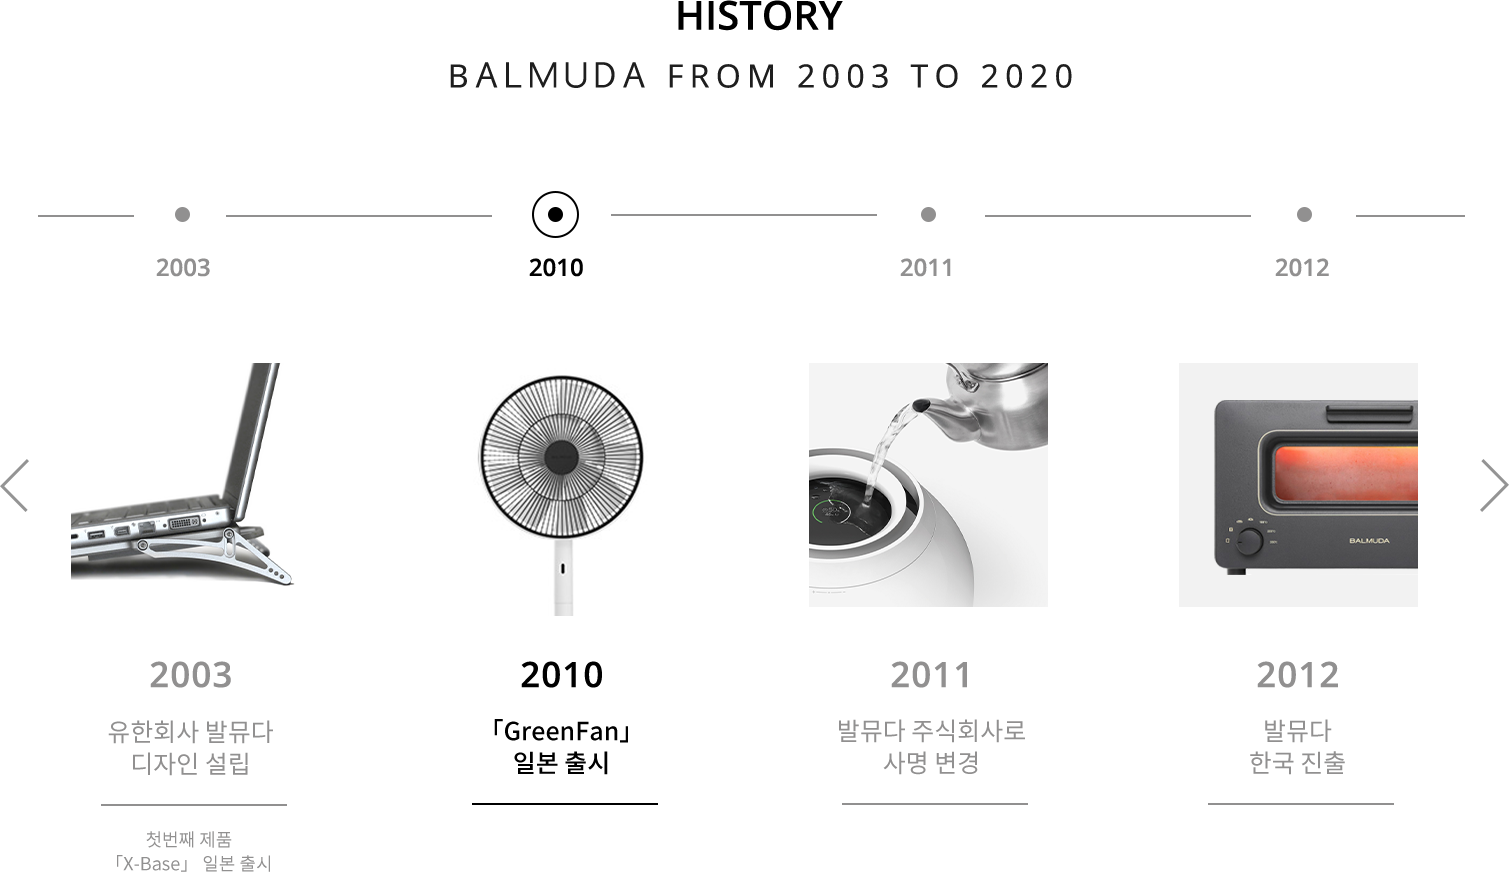 HISTORY
BALMUDA FROM 2003 TO 2020
2003
2010
2011
2012
BALMUDA
2003
유한회사 발뮤다
디자인 설립
첫번째 제품
「X-Base」 일본 출시
2010
「GreenFan」
일본 출시
2011
발뮤다 주식회사로
사명 변경
2012
발뮤다
한국 진출